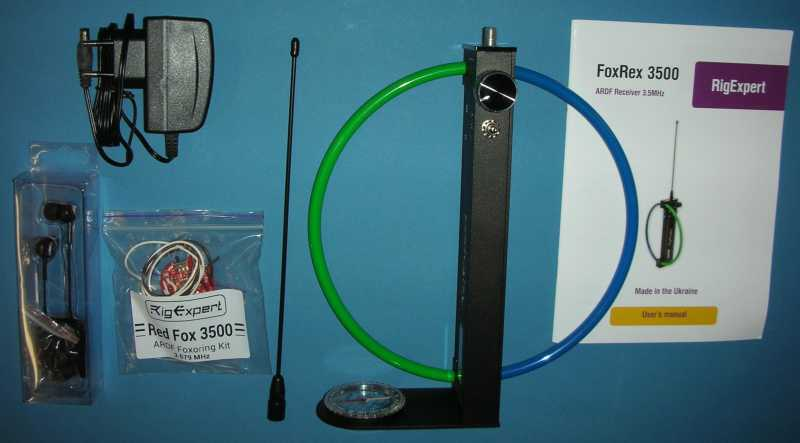 FoxRex 3500
RigExpert
ARDF Receiver 3.5MHz
Made in the Ukraine
User's manual
RigExpert
Red Fox 3500
ARDF Foxoring Kit
3.579 MHz